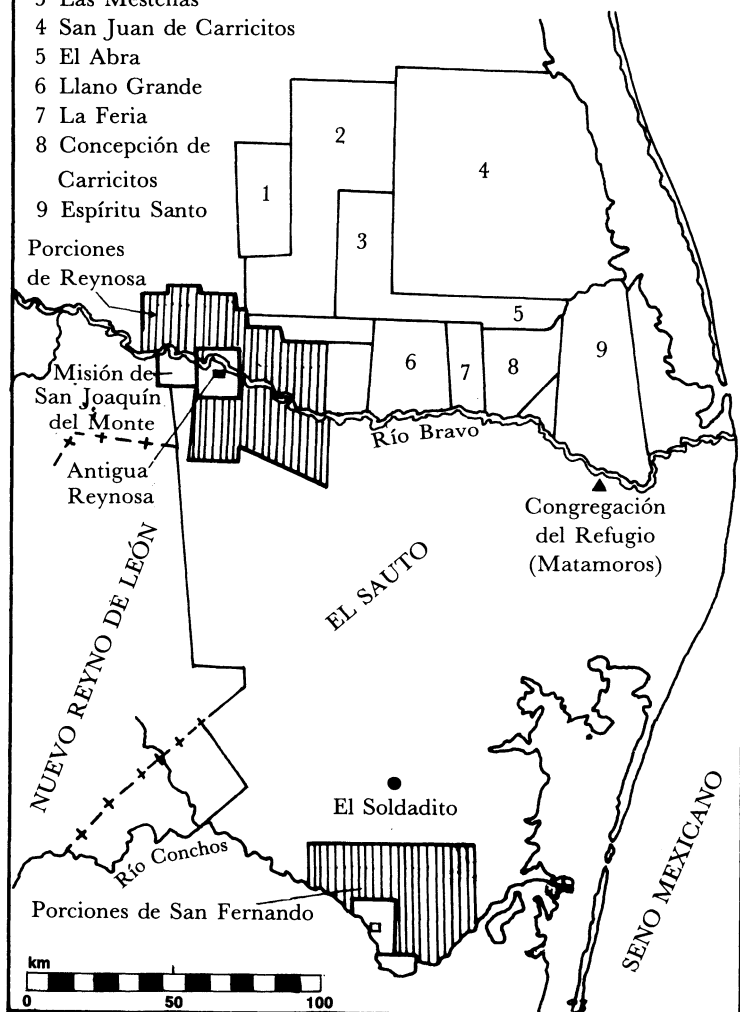 3 Las Mesteñas
4 San Juan de Carricitos
5 El Abra
6 Llano Grande
7 La Feria
8 Concepción de
Carricitos
9 Espíritu Santo
Porciones
de Reynosa
1
2
3
4
5
6
7
8
9
Misión de
San Joaquín
del Monte
Antigua
Reynosa
Río Bravo
Congregación
del Refugio
(Matamoros)
EL SAUTO
NUEVO REYNO DE LEÓN
El Soldadito
Río Conchos
Porciones de San Fernando
SENO MEXICANO
km
0 50 100